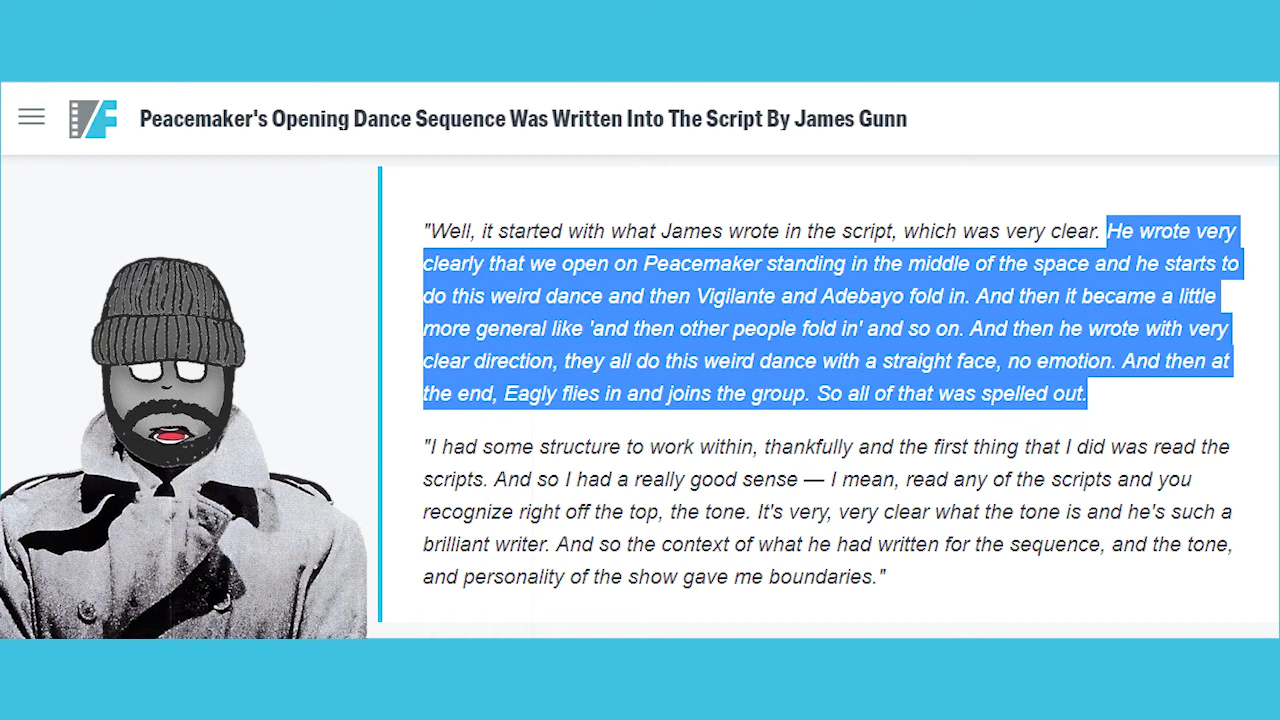 Peacemaker's Opening Dance Sequence Was Written Into The Script By James Gunn
"Well, it started with what James wrote in the script, which was very clear. He wrote very
clearly that we open on Peacemaker standing in the middle of the space and he starts to
do this weird dance and then Vigilante and Adebayo fold in. And then it became a little
more general like 'and then other people fold in' and so on. And then he wrote with very
clear direction, they all do this weird dance with a straight face, no emotion. And then at
the end, Eagly flies in and joins the group. So all of that was spelled out.
"I had some structure to work within, thankfully and the first thing that I did was read the
scripts. And so I had a really good sense — I mean, read any of the scripts and you
recognize right off the top, the tone. It's very, very clear what the tone is and he's such a
brilliant writer. And so the context of what he had written for the sequence, and the tone,
and personality of the show gave me boundaries."